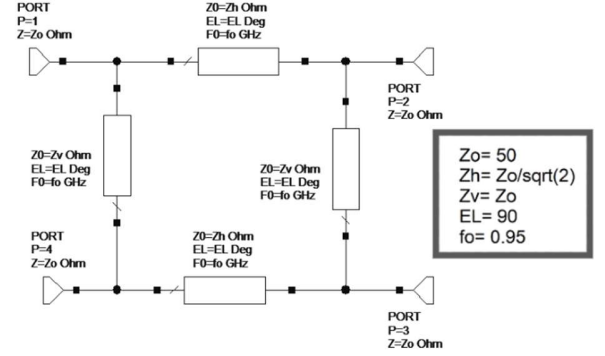 PORT
P=1
Z=Zo Ohm
Z0=Zh Ohm
EL=EL Deg
F0=fo GHz
PORT
P=2
Z=Zo Ohm
Z0=Zv Ohm
EL=EL Deg
F0=fo GHz
Z0=Zv Ohm
EL=EL Deg
F0=fo GHz
Zo= 50
Zh= Zo/sqrt(2)
Zv= Zo
EL= 90
fo= 0.95
PORT
P=4
Z=Zo Ohm
Z0=Zh Ohm
EL=EL Deg
F0=fo GHz
PORT
P=3
Z=Zo Ohm